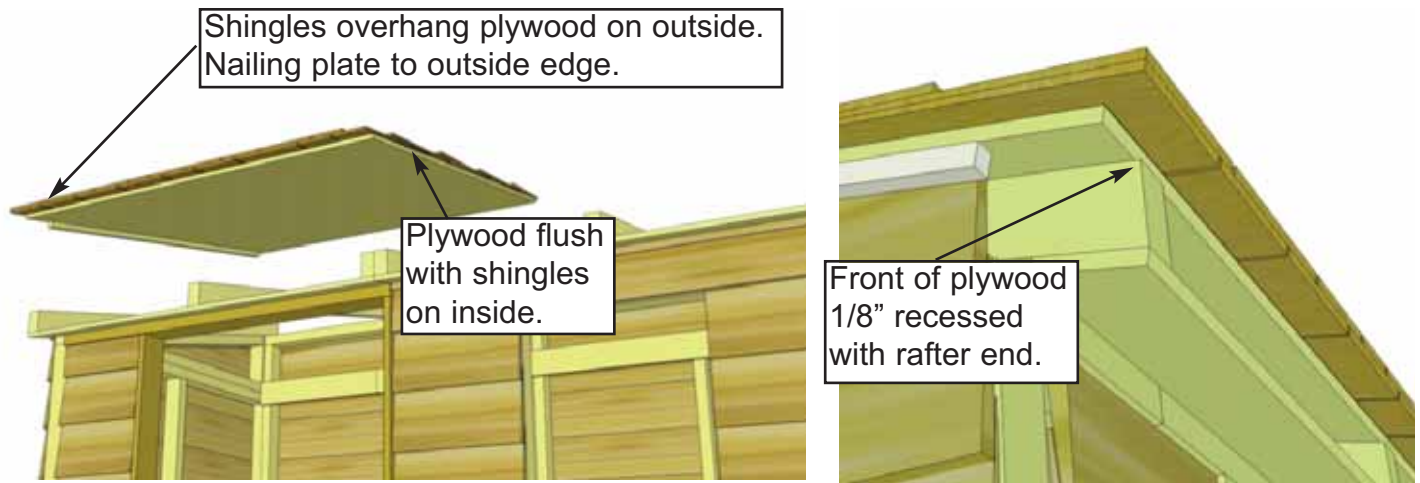 Shingles overhang plywood on outside.
Nailing plate to outside edge.
Plywood flush
with shingles
on inside.
Front of plywood
1/8” recessed
with rafter end.